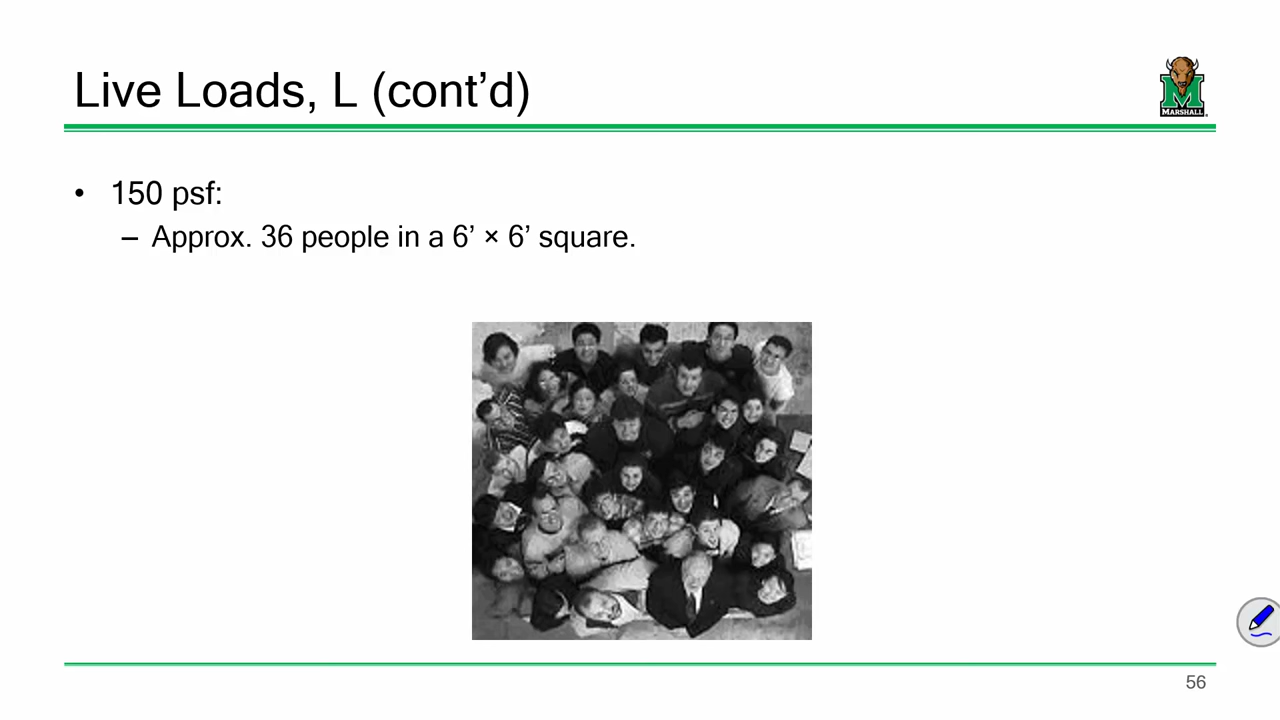 Live Loads, L (cont’d)
MARSHALL
• 150 psf:
– Approx. 36 people in a 6’ × 6’ square.
56